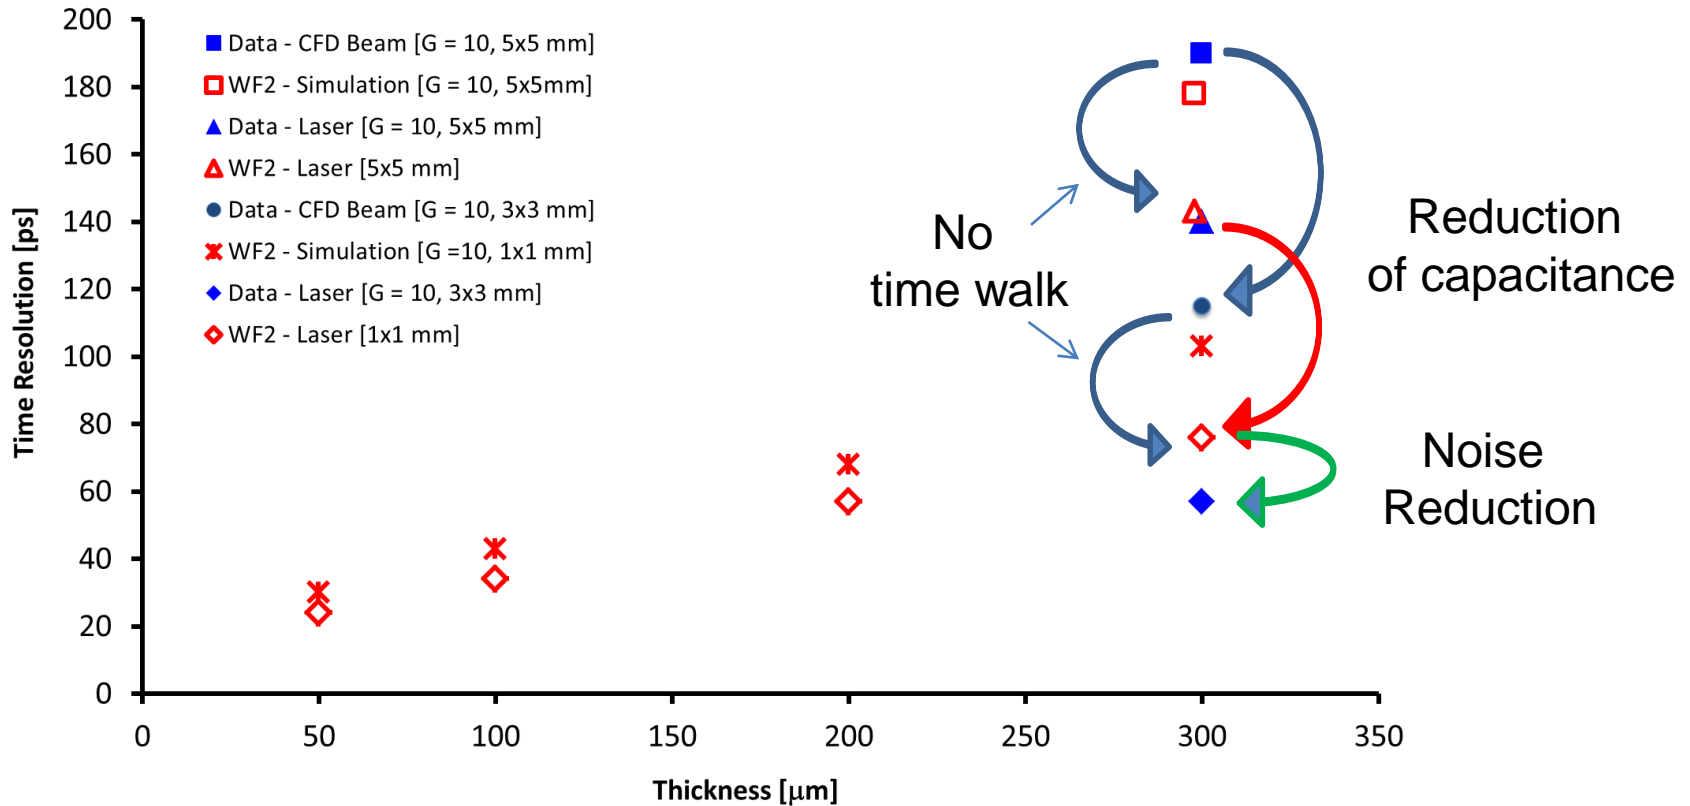 200
180
160
140
120
100
80
60
40
20
0
Time Resolution [ps]
Data - CFD Beam [G = 10, 5x5 mm]
WF2 - Simulation [G = 10, 5x5mm]
Data - Laser [G = 10, 5x5 mm]
WF2 - Laser [5x5 mm]
Data - CFD Beam [G = 10, 3x3 mm]
WF2 - Simulation [G =10, 1x1 mm]
Data - Laser [G = 10, 3x3 mm]
WF2 - Laser [1x1 mm]
No
time walk
Reduction
of capacitance
Noise
Reduction
0 50 100 150 200 250 300 350
Thickness [μm]